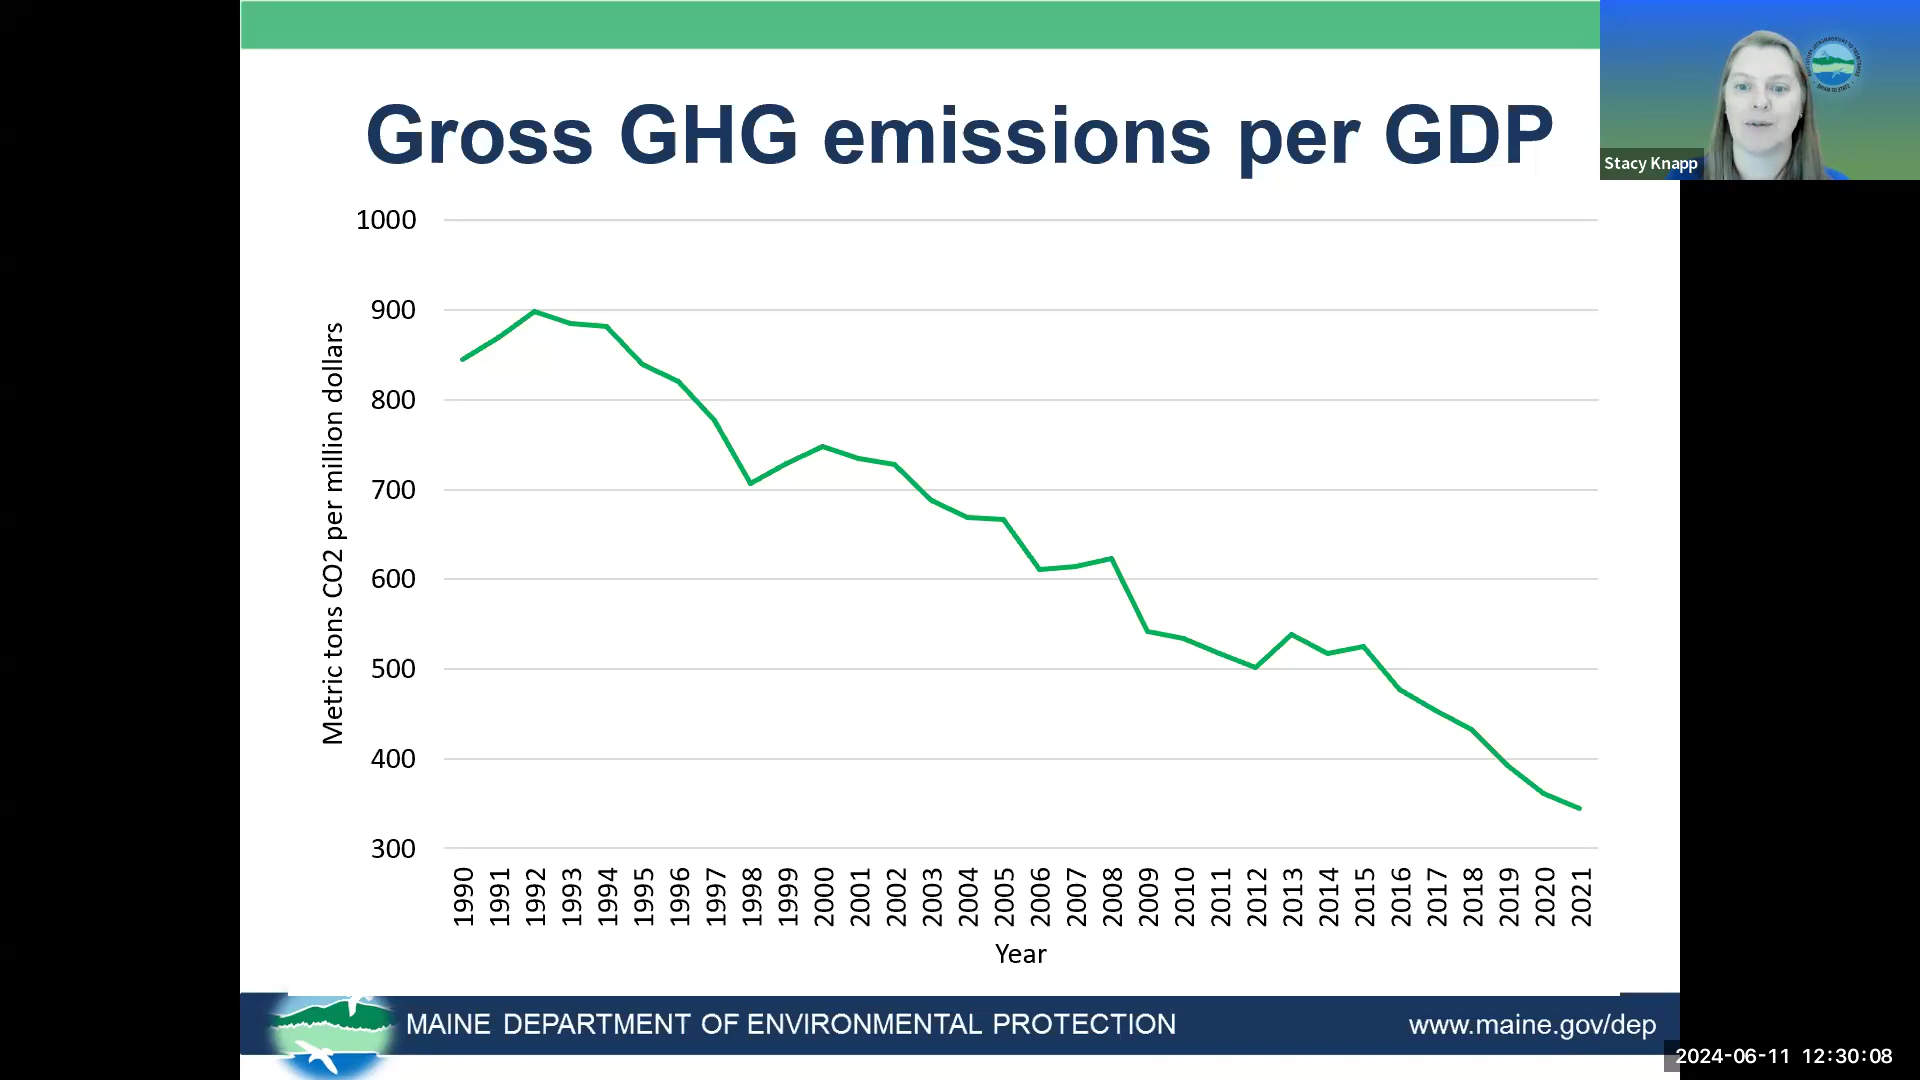 Gross GHG emissions per GDP
Stacy Knapp
Metric tons CO2 per million dollars
1000
900
800
700
600
500
400
300
1990 1991 1992 1993 1994 1995 1996 1997 1998 1999 2000 2001 2002 2003 2004 2005 2006 2007 2008 2009 2010 2011 2012 2013 2014 2015 2016 2017 2018 2019 2020 2021
Year
MAINE DEPARTMENT OF ENVIRONMENTAL PROTECTION
www.maine.gov/dep
2024-06-11 12:30:08